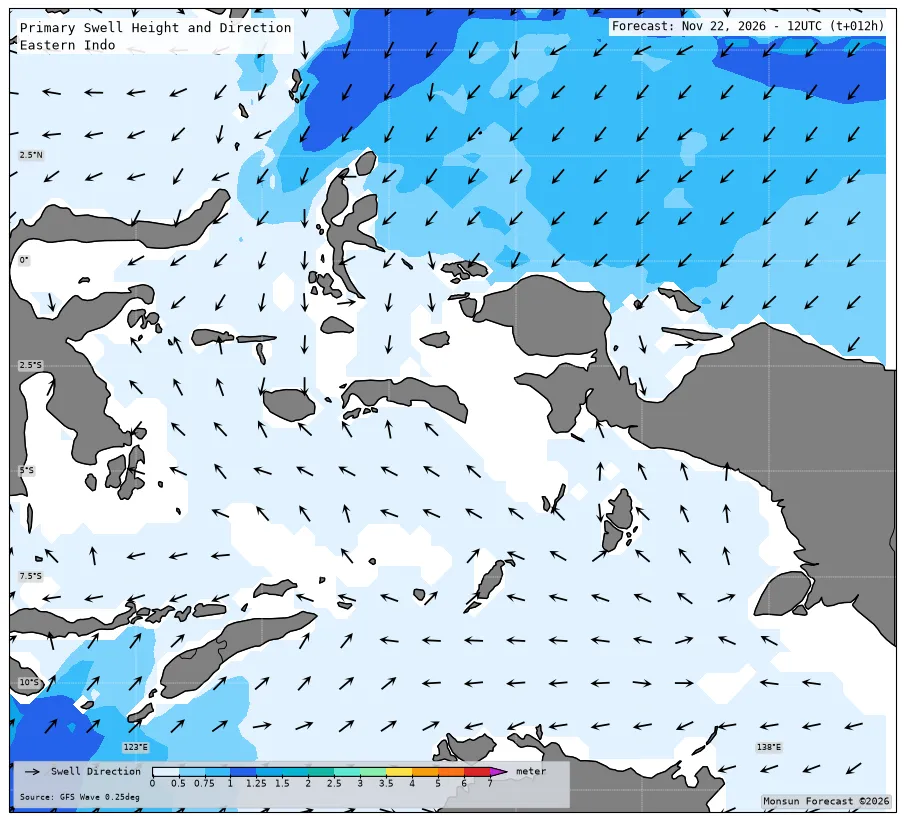 Primary Swell Height and Direction
Eastern Indo
Forecast: Nov 22, 2026 - 12UTC (t+012h)
2.5°N
0°
2.5°S
5°S
7.5°S
10°S
123°E
138°E
Swell Direction
0 0.5 0.75 1 1.25 1.5 2 2.5 3 3.5 4 5 6 7
meter
Source: GFS Wave 0.25deg
Monsun Forecast ©2026